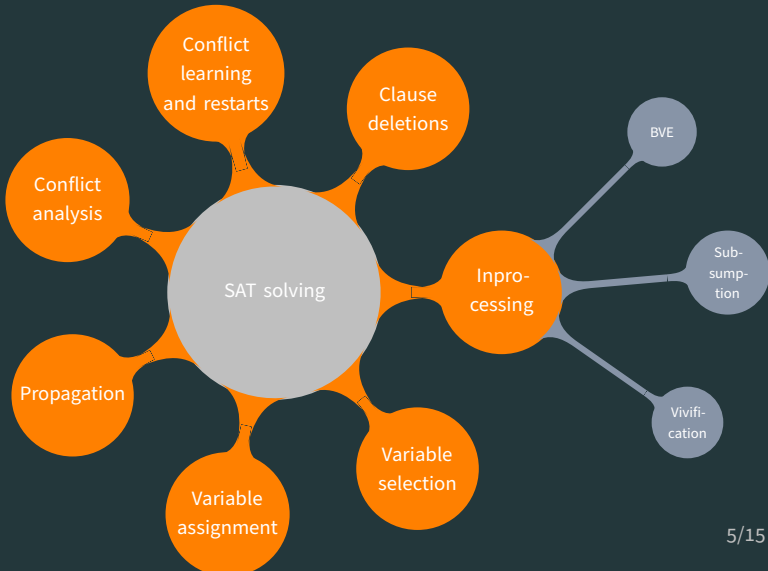 Conflict
learning
and restarts
Clause
deletions
Conflict
analysis
SAT solving
Inpro-
cessing
BVE
Sub-
sump-
tion
Vivifi-
cation
Propagation
Variable
selection
Variable
assignment
5/15